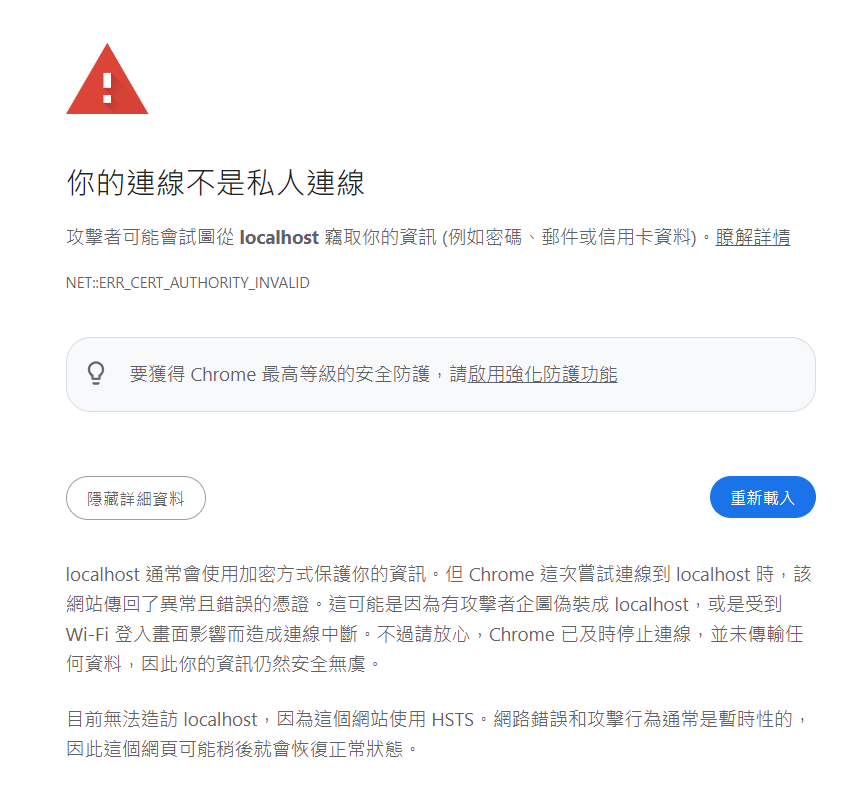 你的連線不是私人連線
攻擊者可能會試圖從 localhost 竊取你的資訊 (例如密碼、郵件或信用卡資料)。瞭解詳情
NET::ERR_CERT_AUTHORITY_INVALID
要獲得 Chrome 最高等級的安全防護，請啟用強化防護功能
隱藏詳細資料
重新載入
localhost 通常會使用加密方式保護你的資訊。但 Chrome 這次嘗試連線到 localhost 時，該
網站傳回了異常且錯誤的憑證。這可能是因為有攻擊者企圖偽裝成 localhost，或是受到
Wi-Fi 登入畫面影響而造成連線中斷。不過請放心，Chrome 已及時停止連線，並未傳輸任
何資料，因此你的資訊仍然安全無虞。
目前無法造訪 localhost，因為這個網站使用 HSTS。網路錯誤和攻擊行為通常是暫時性的，
因此這個網頁可能稍後就會恢復正常狀態。